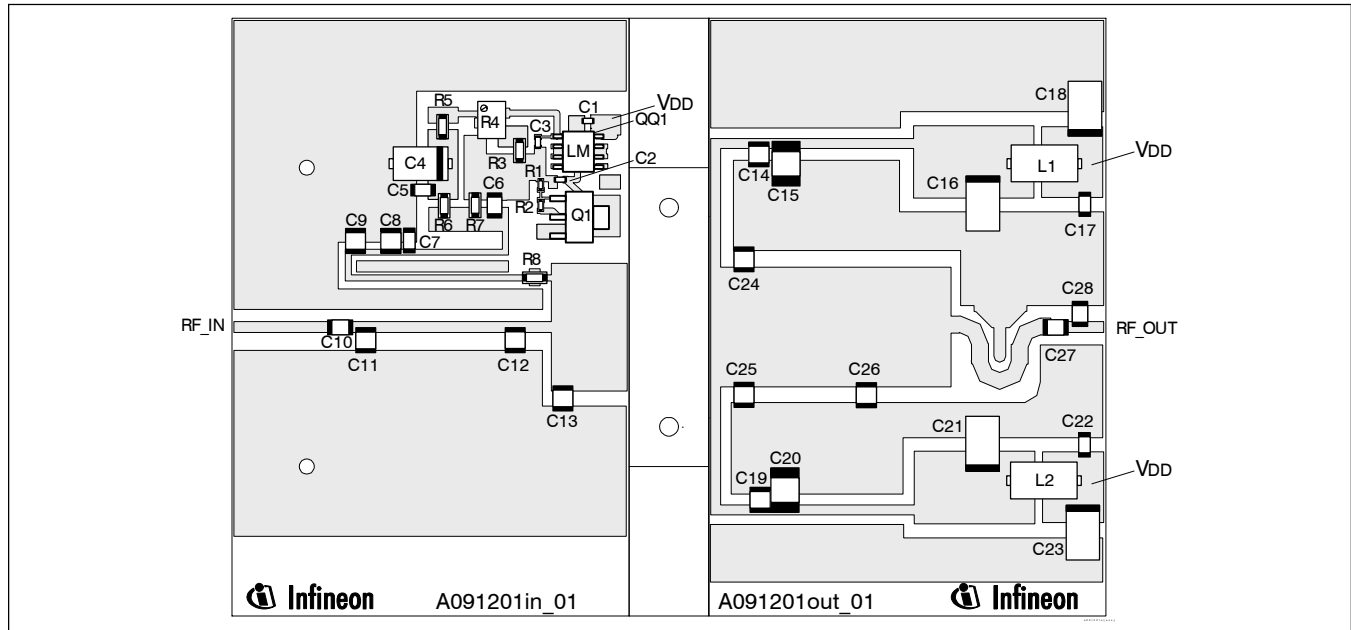 C18
R5
C1
VDD
R4
C3
QQ1
LM
VDD
R3
C14
L1
C4
C2
C15
C16
R1
C5
C6
R2
Q1
C17
R6
R7
C9
C8
C7
R8
C24
C28
RF_IN
RF_OUT
C10
C27
C11
C12
C25
C26
C13
C21
C22
C20
VDD
C19
L2
C23
Infineon
A091201in_01
A091201out_01
Infineon